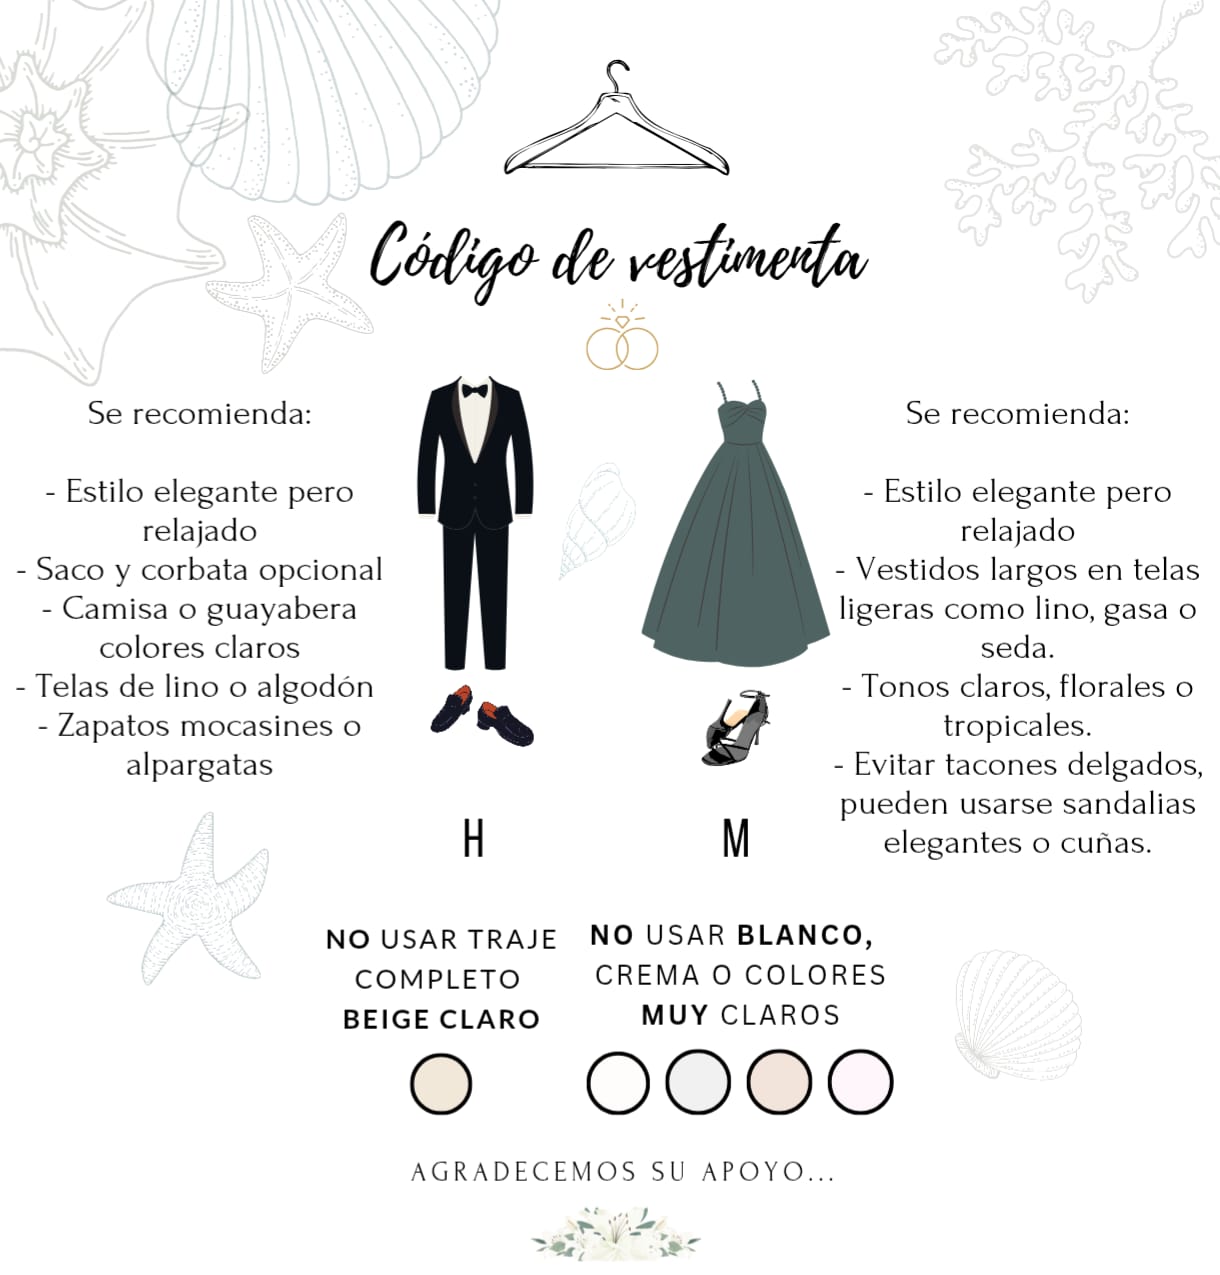 Código de vestimenta
Se recomienda:
- Estilo elegante pero
relajado
- Saco y corbata opcional
- Camisa o guayabera
colores claros
- Telas de lino o algodón
- Zapatos mocasines o
alpargatas
Se recomienda:
- Estilo elegante pero
relajado
- Vestidos largos en telas
ligeras como lino, gasa o
seda.
- Tonos claros, florales o
tropicales.
- Evitar tacones delgados,
pueden usarse sandalias
elegantes o cuñas.
H
M
NO USAR TRAJE
COMPLETO
BEIGE CLARO
NO USAR BLANCO,
CREMA O COLORES
MUY CLAROS
AGRADECEMOS SU APOYO...